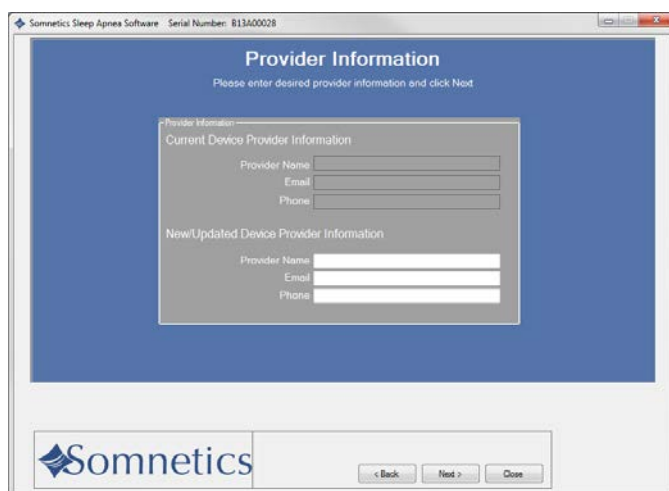 Somnetics Sleep Apnea Software Serial Number: B13A00028
Provider Information
Please enter desired provider information and click Next
Provider Information
Current Device Provider Information
Provider Name
Email
Phone
New/Updated Device Provider Information
Provider Name
Email
Phone
Somnetics
< Back Next > Close